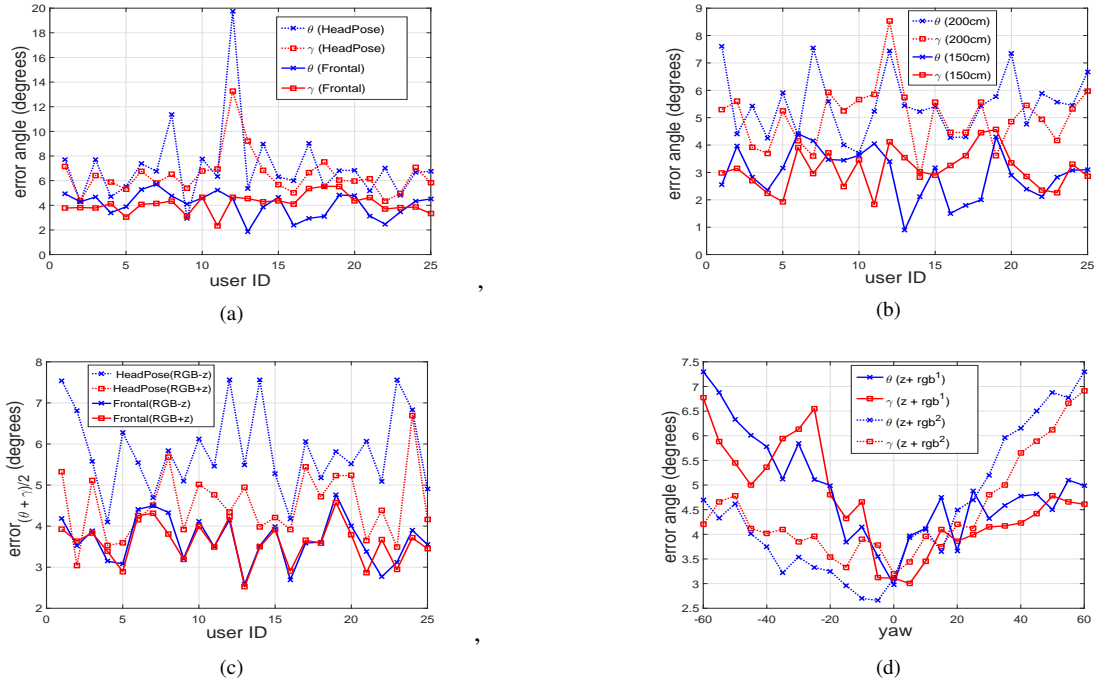 20
18
16
14
12
10
8
6
4
2
0
error angle (degrees)
θ (HeadPose)
γ (HeadPose)
θ (Frontal)
γ (Frontal)
0 5 10 15 20 25
user ID
,
(a)
9
8
7
6
5
4
3
2
1
0
error angle (degrees)
θ (200cm)
γ (200cm)
θ (150cm)
γ (150cm)
0 5 10 15 20 25
user ID
(b)
8
7
6
5
4
3
2
error(θ + γ)/2 (degrees)
HeadPose(RGB-z)
HeadPose(RGB+z)
Frontal(RGB-z)
Frontal(RGB+z)
0 5 10 15 20 25
user ID
,
(c)
7.5
7
6.5
6
5.5
5
4.5
4
3.5
3
2.5
error angle (degrees)
θ (z+ rgb¹)
γ (z+ rgb¹)
θ (z+ rgb²)
γ (z+ rgb²)
-60 -40 -20 0 20 40 60
yaw
(d)